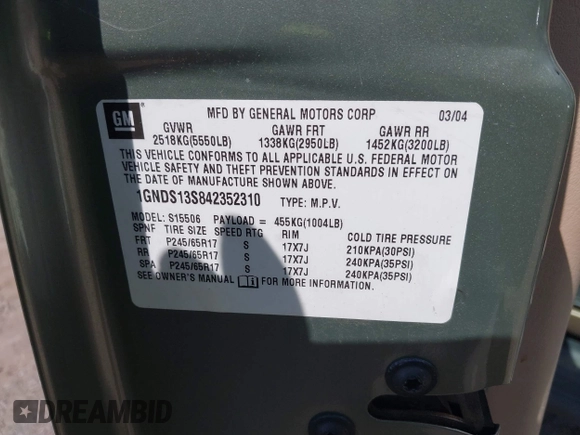 GM
MFD BY GENERAL MOTORS CORP 03/04
GVWR GAWR FRT GAWR RR
2518KG(5550LB) 1338KG(2950LB) 1452KG(3200LB)
THIS VEHICLE CONFORMS TO ALL APPLICABLE U.S. FEDERAL MOTOR
VEHICLE SAFETY AND THEFT PREVENTION STANDARDS IN EFFECT ON
THE DATE OF MANUFACTURE SHOWN ABOVE.
1GNDS13S842352310 TYPE: M.P.V.
MODEL: S15506 PAYLOAD = 455KG(1004LB)
SPNF TIRE SIZE SPEED RTG RIM COLD TIRE PRESSURE
FRT P245/65R17 S 17X7J 210KPA(30PSI)
RR P245/65R17 S 17X7J 240KPA(35PSI)
SPA P245/65R17 S 17X7J 240KPA(35PSI)
SEE OWNER'S MANUAL FOR MORE INFORMATION.
DREAMBID